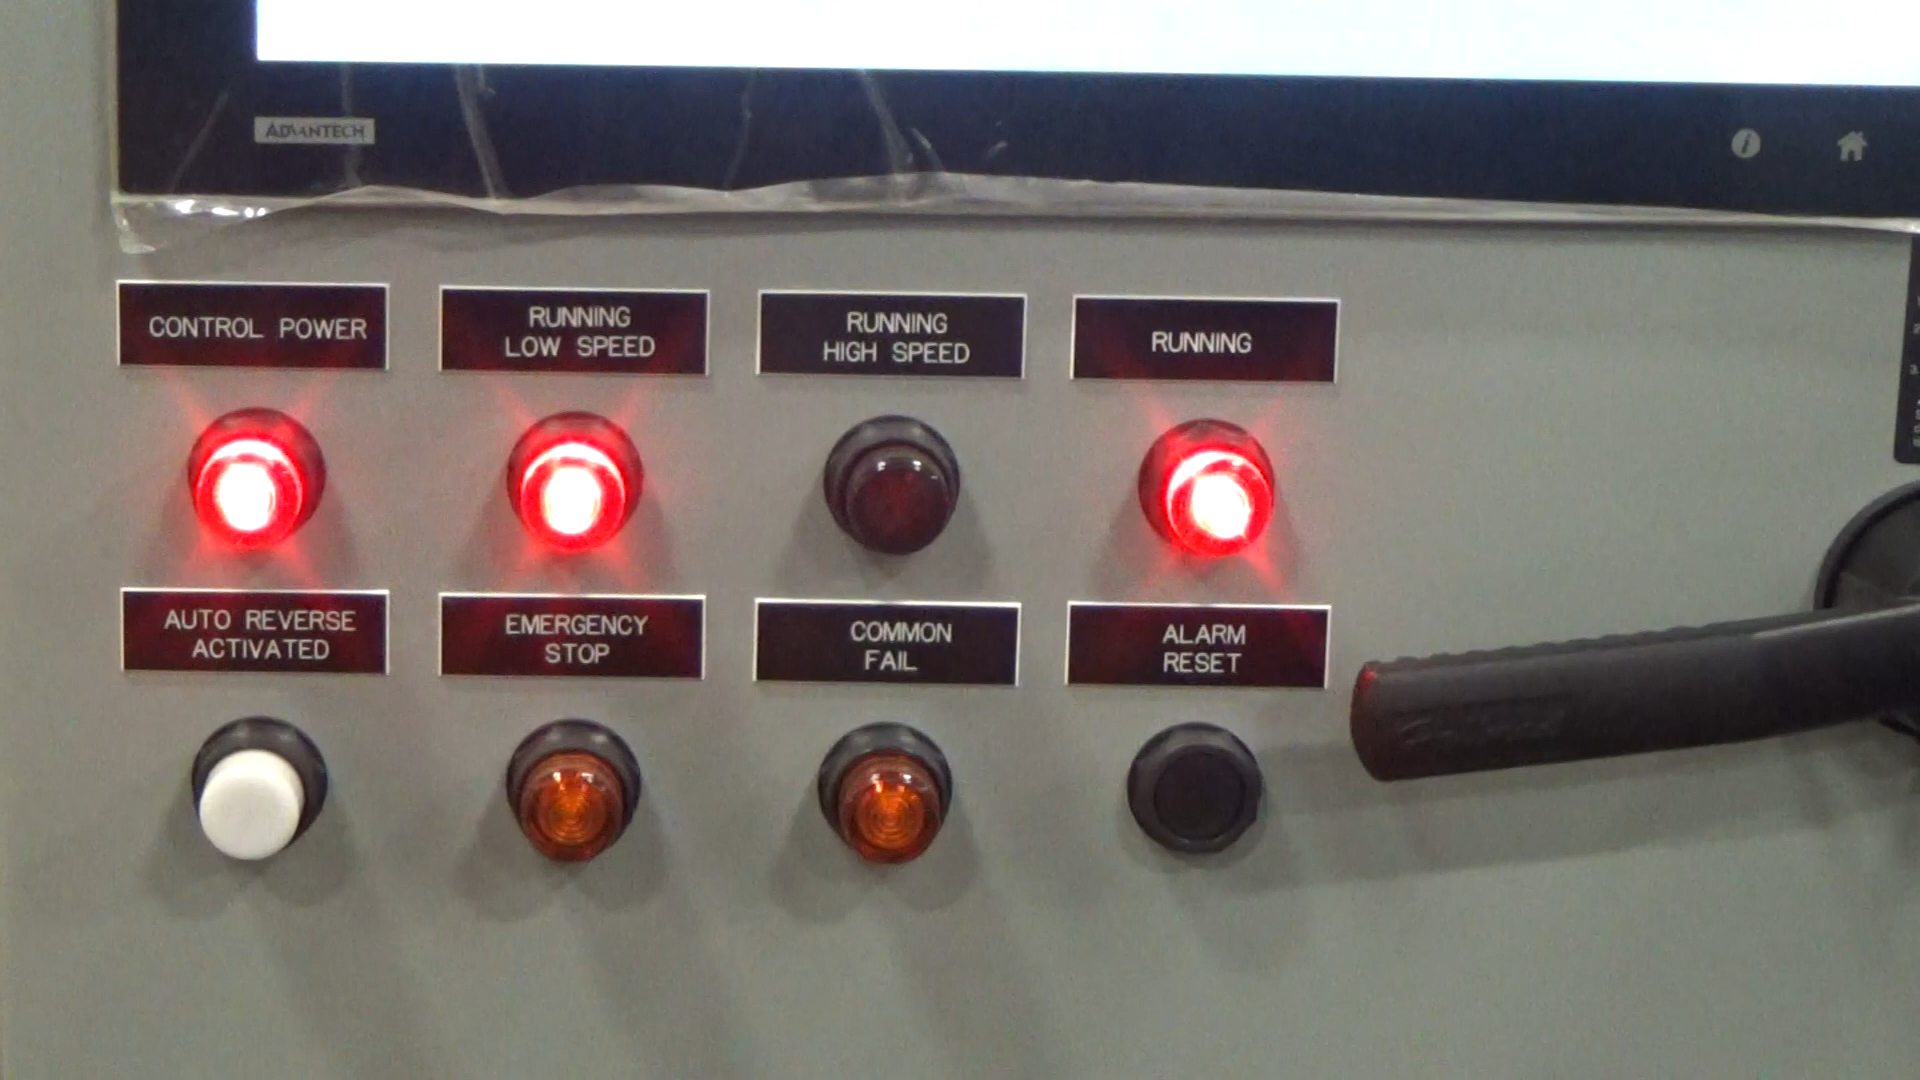 ADVANTECH
CONTROL POWER
RUNNING
LOW SPEED
RUNNING
HIGH SPEED
RUNNING
AUTO REVERSE
ACTIVATED
EMERGENCY
STOP
COMMON
FAIL
ALARM
RESET